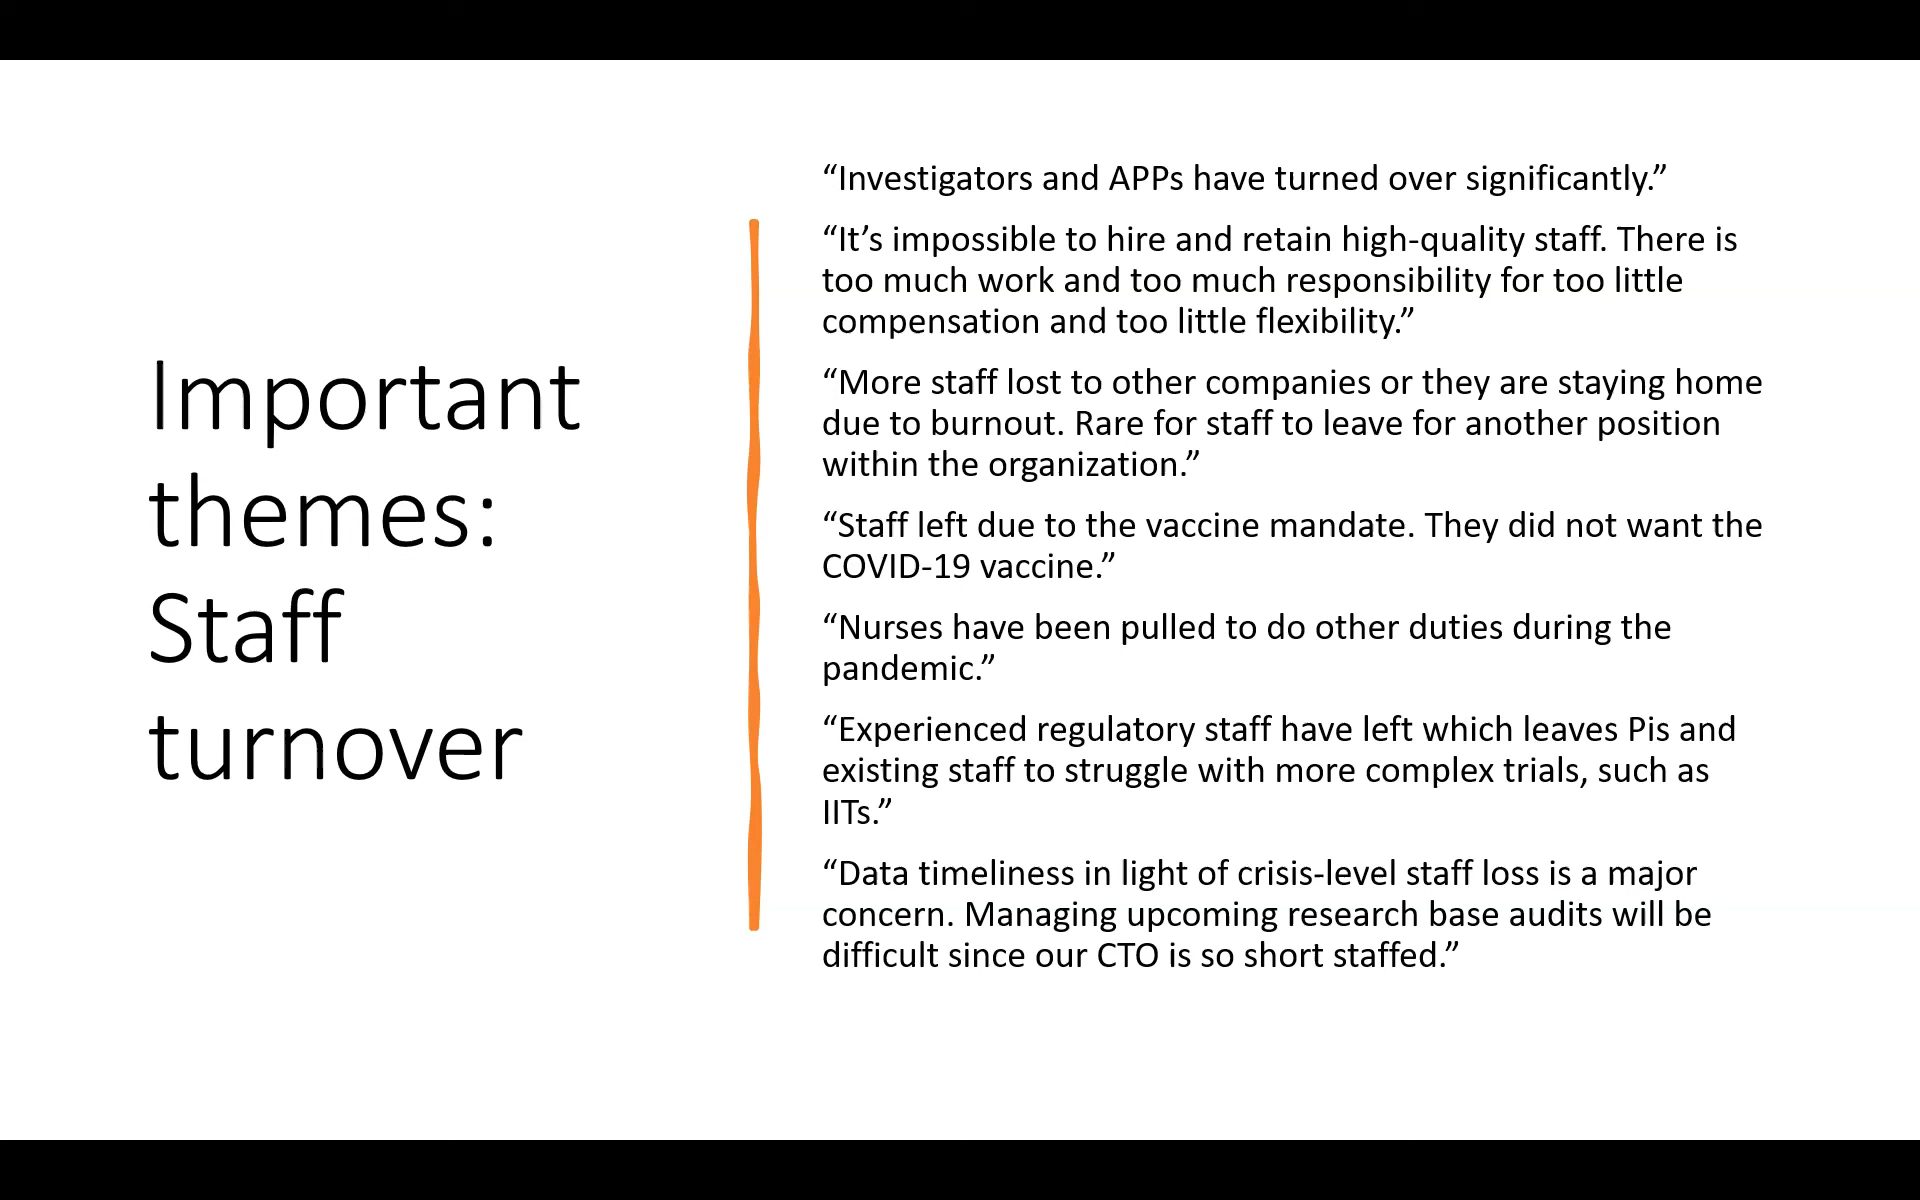 Important
themes:
Staff
turnover
“Investigators and APPs have turned over significantly.”
“It’s impossible to hire and retain high-quality staff. There is
too much work and too much responsibility for too little
compensation and too little flexibility.”
“More staff lost to other companies or they are staying home
due to burnout. Rare for staff to leave for another position
within the organization.”
“Staff left due to the vaccine mandate. They did not want the
COVID-19 vaccine.”
“Nurses have been pulled to do other duties during the
pandemic.”
“Experienced regulatory staff have left which leaves Pis and
existing staff to struggle with more complex trials, such as
IITs.”
“Data timeliness in light of crisis-level staff loss is a major
concern. Managing upcoming research base audits will be
difficult since our CTO is so short staffed.”